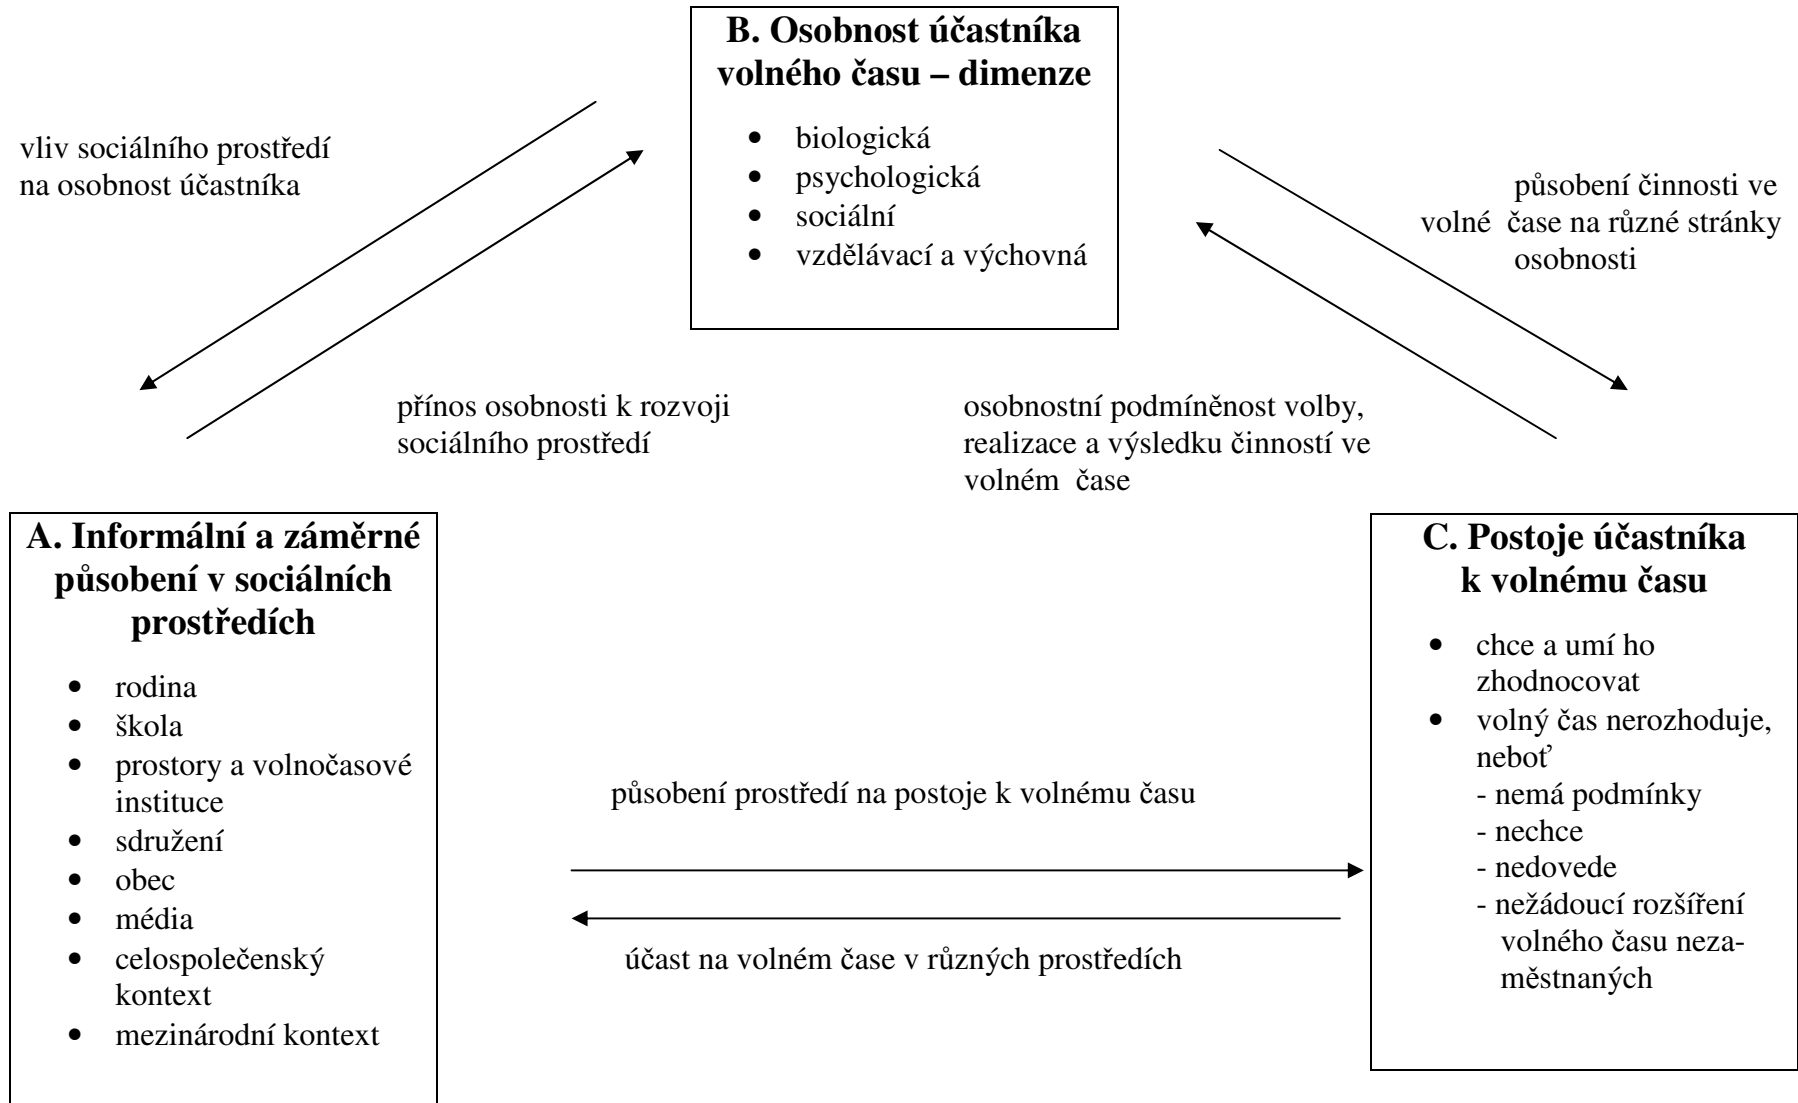 B. Osobnost účastníka
volného času – dimenze
• biologická
• psychologická
• sociální
• vzdělávací a výchovná
vliv sociálního prostředí
na osobnost účastníka
působení činnosti ve
volné čase na různé stránky
osobnosti
přínos osobnosti k rozvoji
sociálního prostředí
osobnostní podmíněnost volby,
realizace a výsledku činností ve
volném čase
A. Informální a záměrné
působení v sociálních
prostředích
• rodina
• škola
• prostory a volnočasové
instituce
• sdružení
• obec
• média
• celospolečenský
kontext
• mezinárodní kontext
působení prostředí na postoje k volnému času
účast na volném čase v různých prostředích
C. Postoje účastníka
k volnému času
• chce a umí ho
zhodnocovat
• volný čas nerozhoduje,
neboť
- nemá podmínky
- nechce
- nedovede
- nežádoucí rozšíření
volného času neza-
městnaných